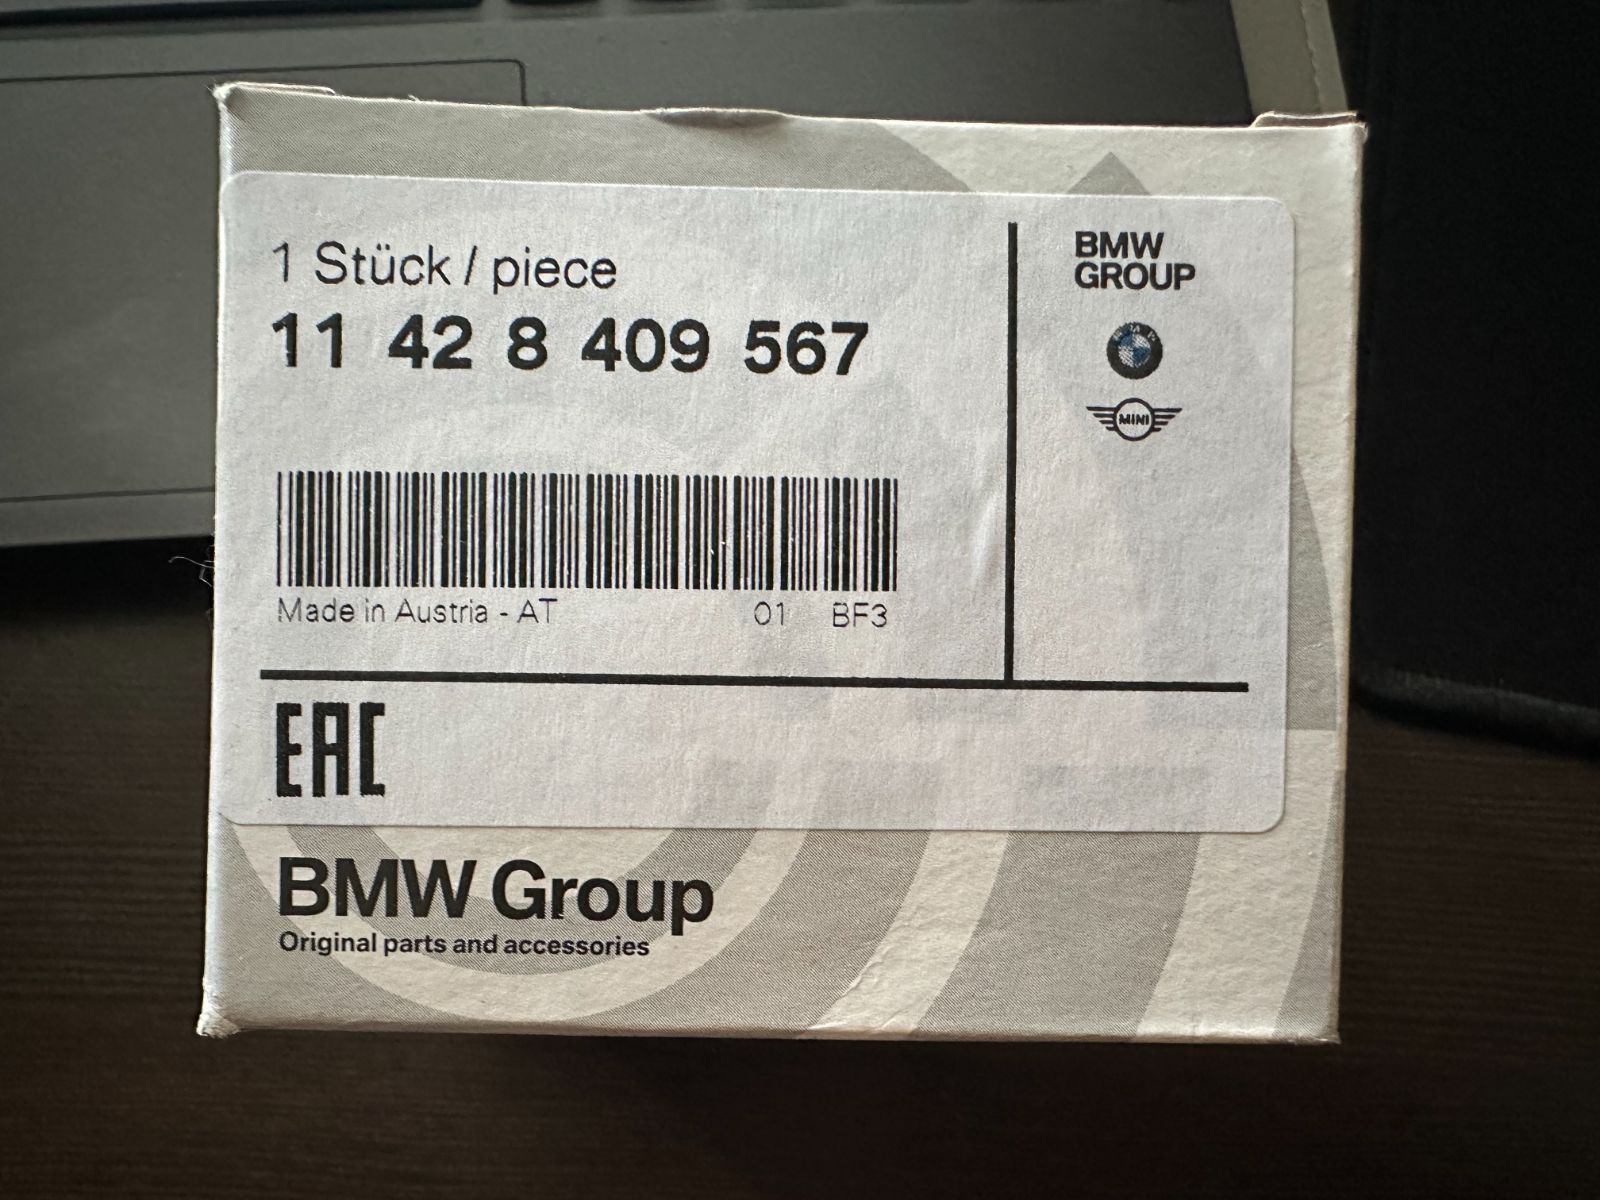 1 Stück / piece
11 42 8 409 567
Made in Austria - AT 01 BF3
BMW
GROUP
MINI
EAC
BMW Group
Original parts and accessories